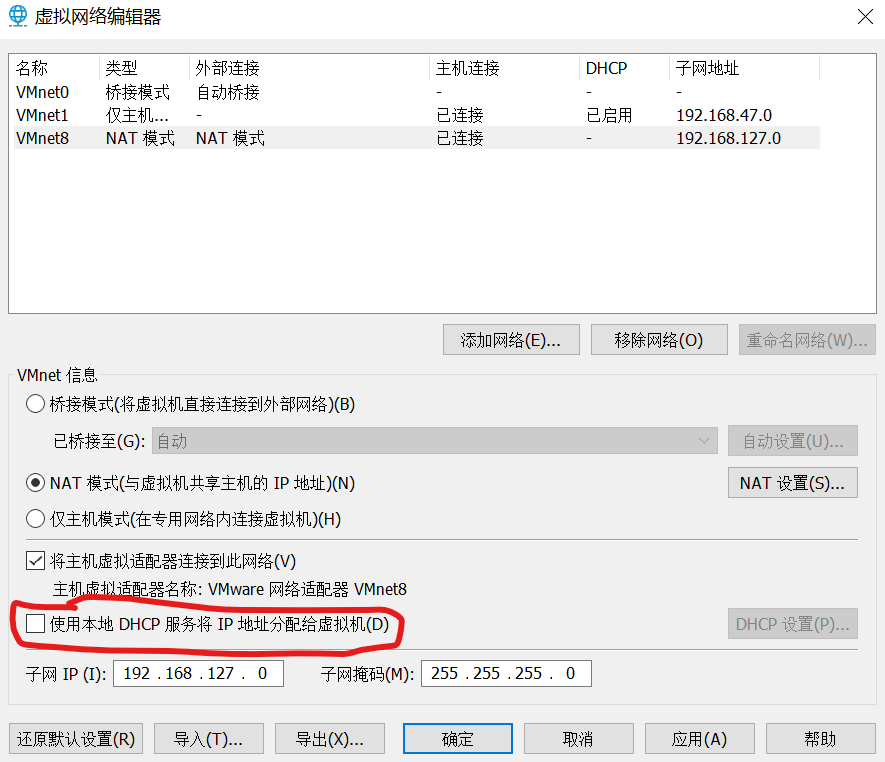 虚拟网络编辑器
名称 类型 外部连接 主机连接 DHCP 子网地址
VMnet0 桥接模式 自动桥接 - - -
VMnet1 仅主机... - 已连接 已启用 192.168.47.0
VMnet8 NAT 模式 NAT 模式 已连接 - 192.168.127.0
添加网络(E)... 移除网络(O) 重命名网络(W)...
VMnet 信息
桥接模式(将虚拟机直接连接到外部网络)(B)
已桥接至(G): 自动 自动设置(U)...
NAT 模式(与虚拟机共享主机的 IP 地址)(N) NAT 设置(S)...
仅主机模式(在专用网络内连接虚拟机)(H)
将主机虚拟适配器连接到此网络(V)
主机虚拟适配器名称: VMware 网络适配器 VMnet8
使用本地 DHCP 服务将 IP 地址分配给虚拟机(D) DHCP 设置(P)...
子网 IP (I): 192 . 168 . 127 . 0 子网掩码(M): 255 . 255 . 255 . 0
还原默认设置(R) 导入(T)... 导出(X)... 确定 取消 应用(A) 帮助